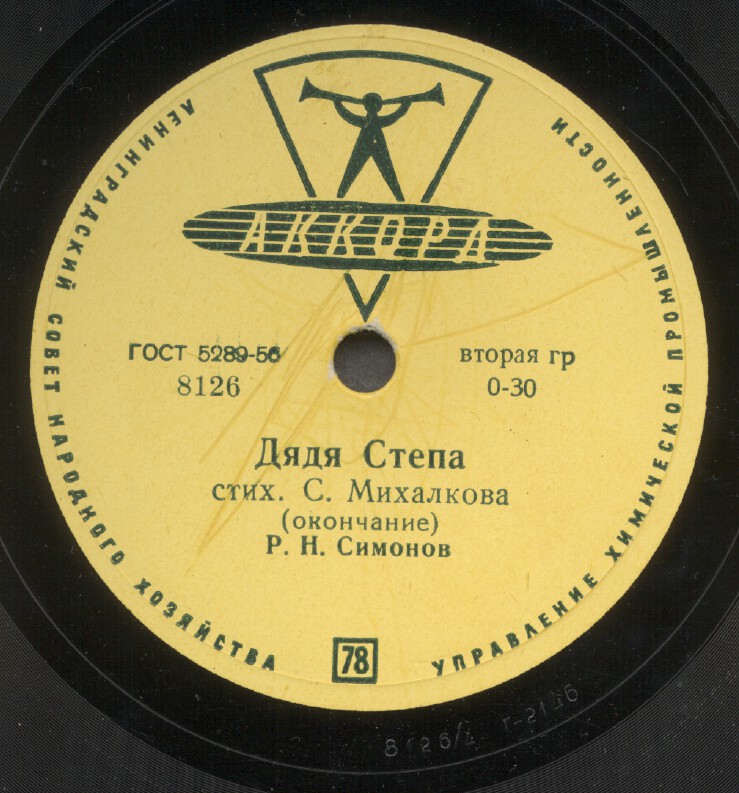 ЛЕНИНГРАДСКИЙ СОВЕТ НАРОДНОГО ХОЗЯЙСТВА
УПРАВЛЕНИЕ ХИМИЧЕСКОЙ ПРОМЫШЛЕННОСТИ
АККОРД
ГОСТ 5289-56
вторая гр
8126
0-30
Дядя Степа
стих. С. Михалкова
(окончание)
Р. Н. Симонов
78